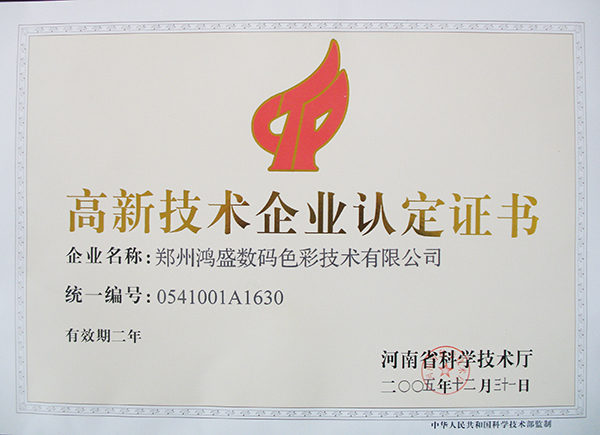 高新技术企业认定证书
企业名称:郑州鸿盛数码色彩技术有限公司
统一编号:0541001A1630
有效期二年
河南省科学技术厅
二〇〇五年十二月三十一日
中华人民共和国科学技术部监制